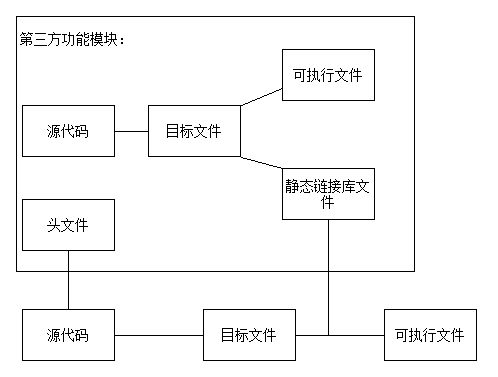 第三方功能模块:
可执行文件
源代码
目标文件
静态链接库文
件
头文件
源代码
目标文件
可执行文件